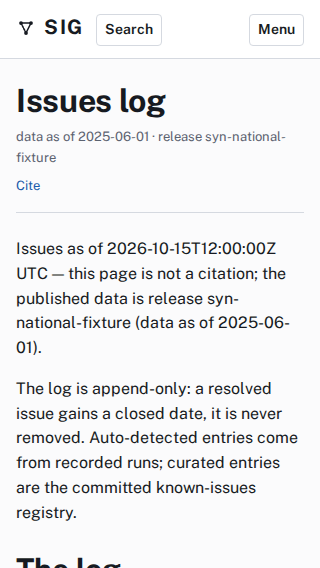 SIG Search Menu
Issues log
data as of 2025-06-01 · release syn-national-
fixture
Cite
Issues as of 2026-10-15T12:00:00Z
UTC — this page is not a citation; the
published data is release syn-
national-fixture (data as of 2025-06-
01).
The log is append-only: a resolved
issue gains a closed date, it is never
removed. Auto-detected entries come
from recorded runs; curated entries
are the committed known-issues
registry.
The log